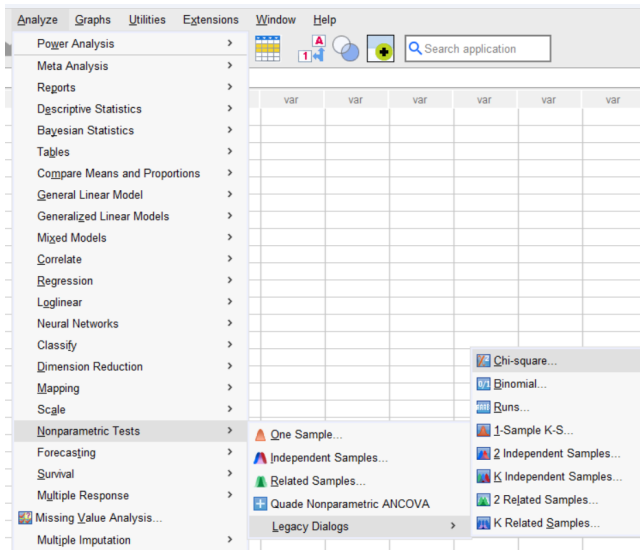 Analyze Graphs Utilities Extensions Window Help
Power Analysis
Meta Analysis
Reports
Descriptive Statistics
Bayesian Statistics
Tables
Compare Means and Proportions
General Linear Model
Generalized Linear Models
Mixed Models
Correlate
Regression
Loglinear
Neural Networks
Classify
Dimension Reduction
Mapping
Scale
Nonparametric Tests
Forecasting
Survival
Multiple Response
Missing Value Analysis...
Multiple Imputation
A
1
Search application
var var var var var var
One Sample...
Independent Samples...
Related Samples...
Quade Nonparametric ANCOVA
Legacy Dialogs
Chi-square...
0/1 Binomial...
Runs...
1-Sample K-S...
2 Independent Samples...
K Independent Samples...
2 Related Samples...
K Related Samples...